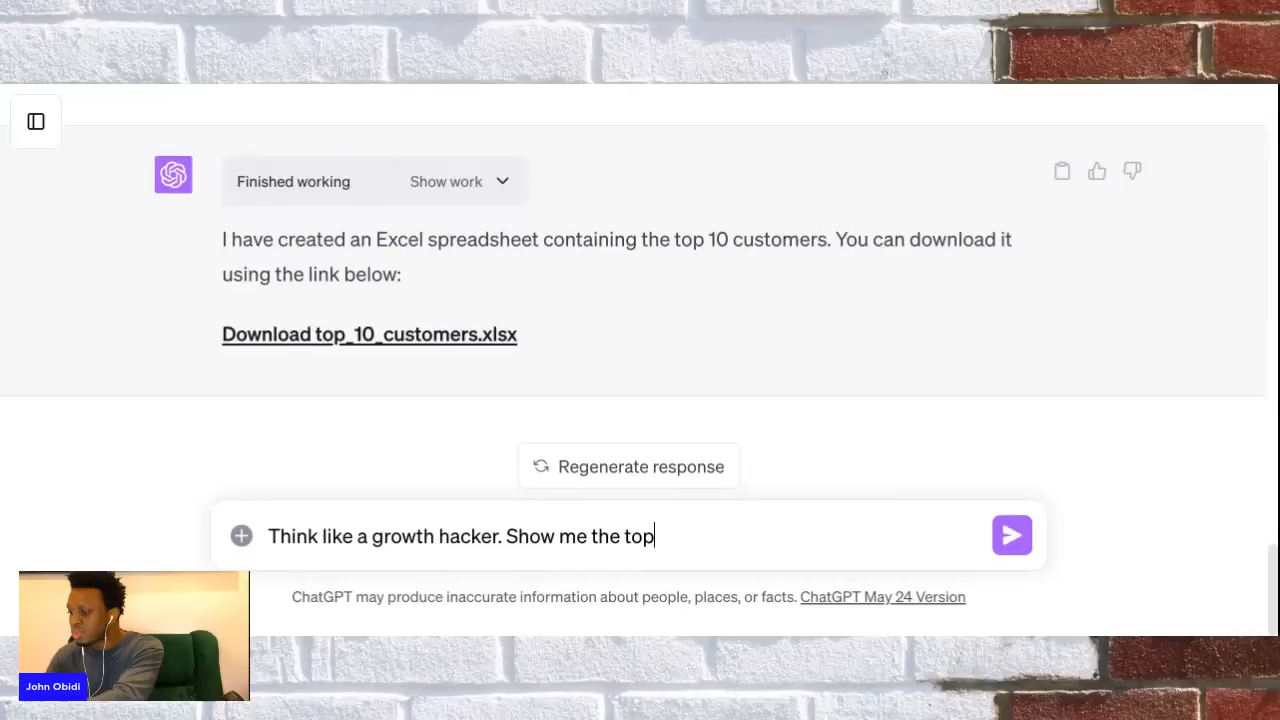 Finished working
Show work
I have created an Excel spreadsheet containing the top 10 customers. You can download it
using the link below:
Download top_10_customers.xlsx
Regenerate response
Think like a growth hacker. Show me the top
ChatGPT may produce inaccurate information about people, places, or facts. ChatGPT May 24 Version
John Obidi